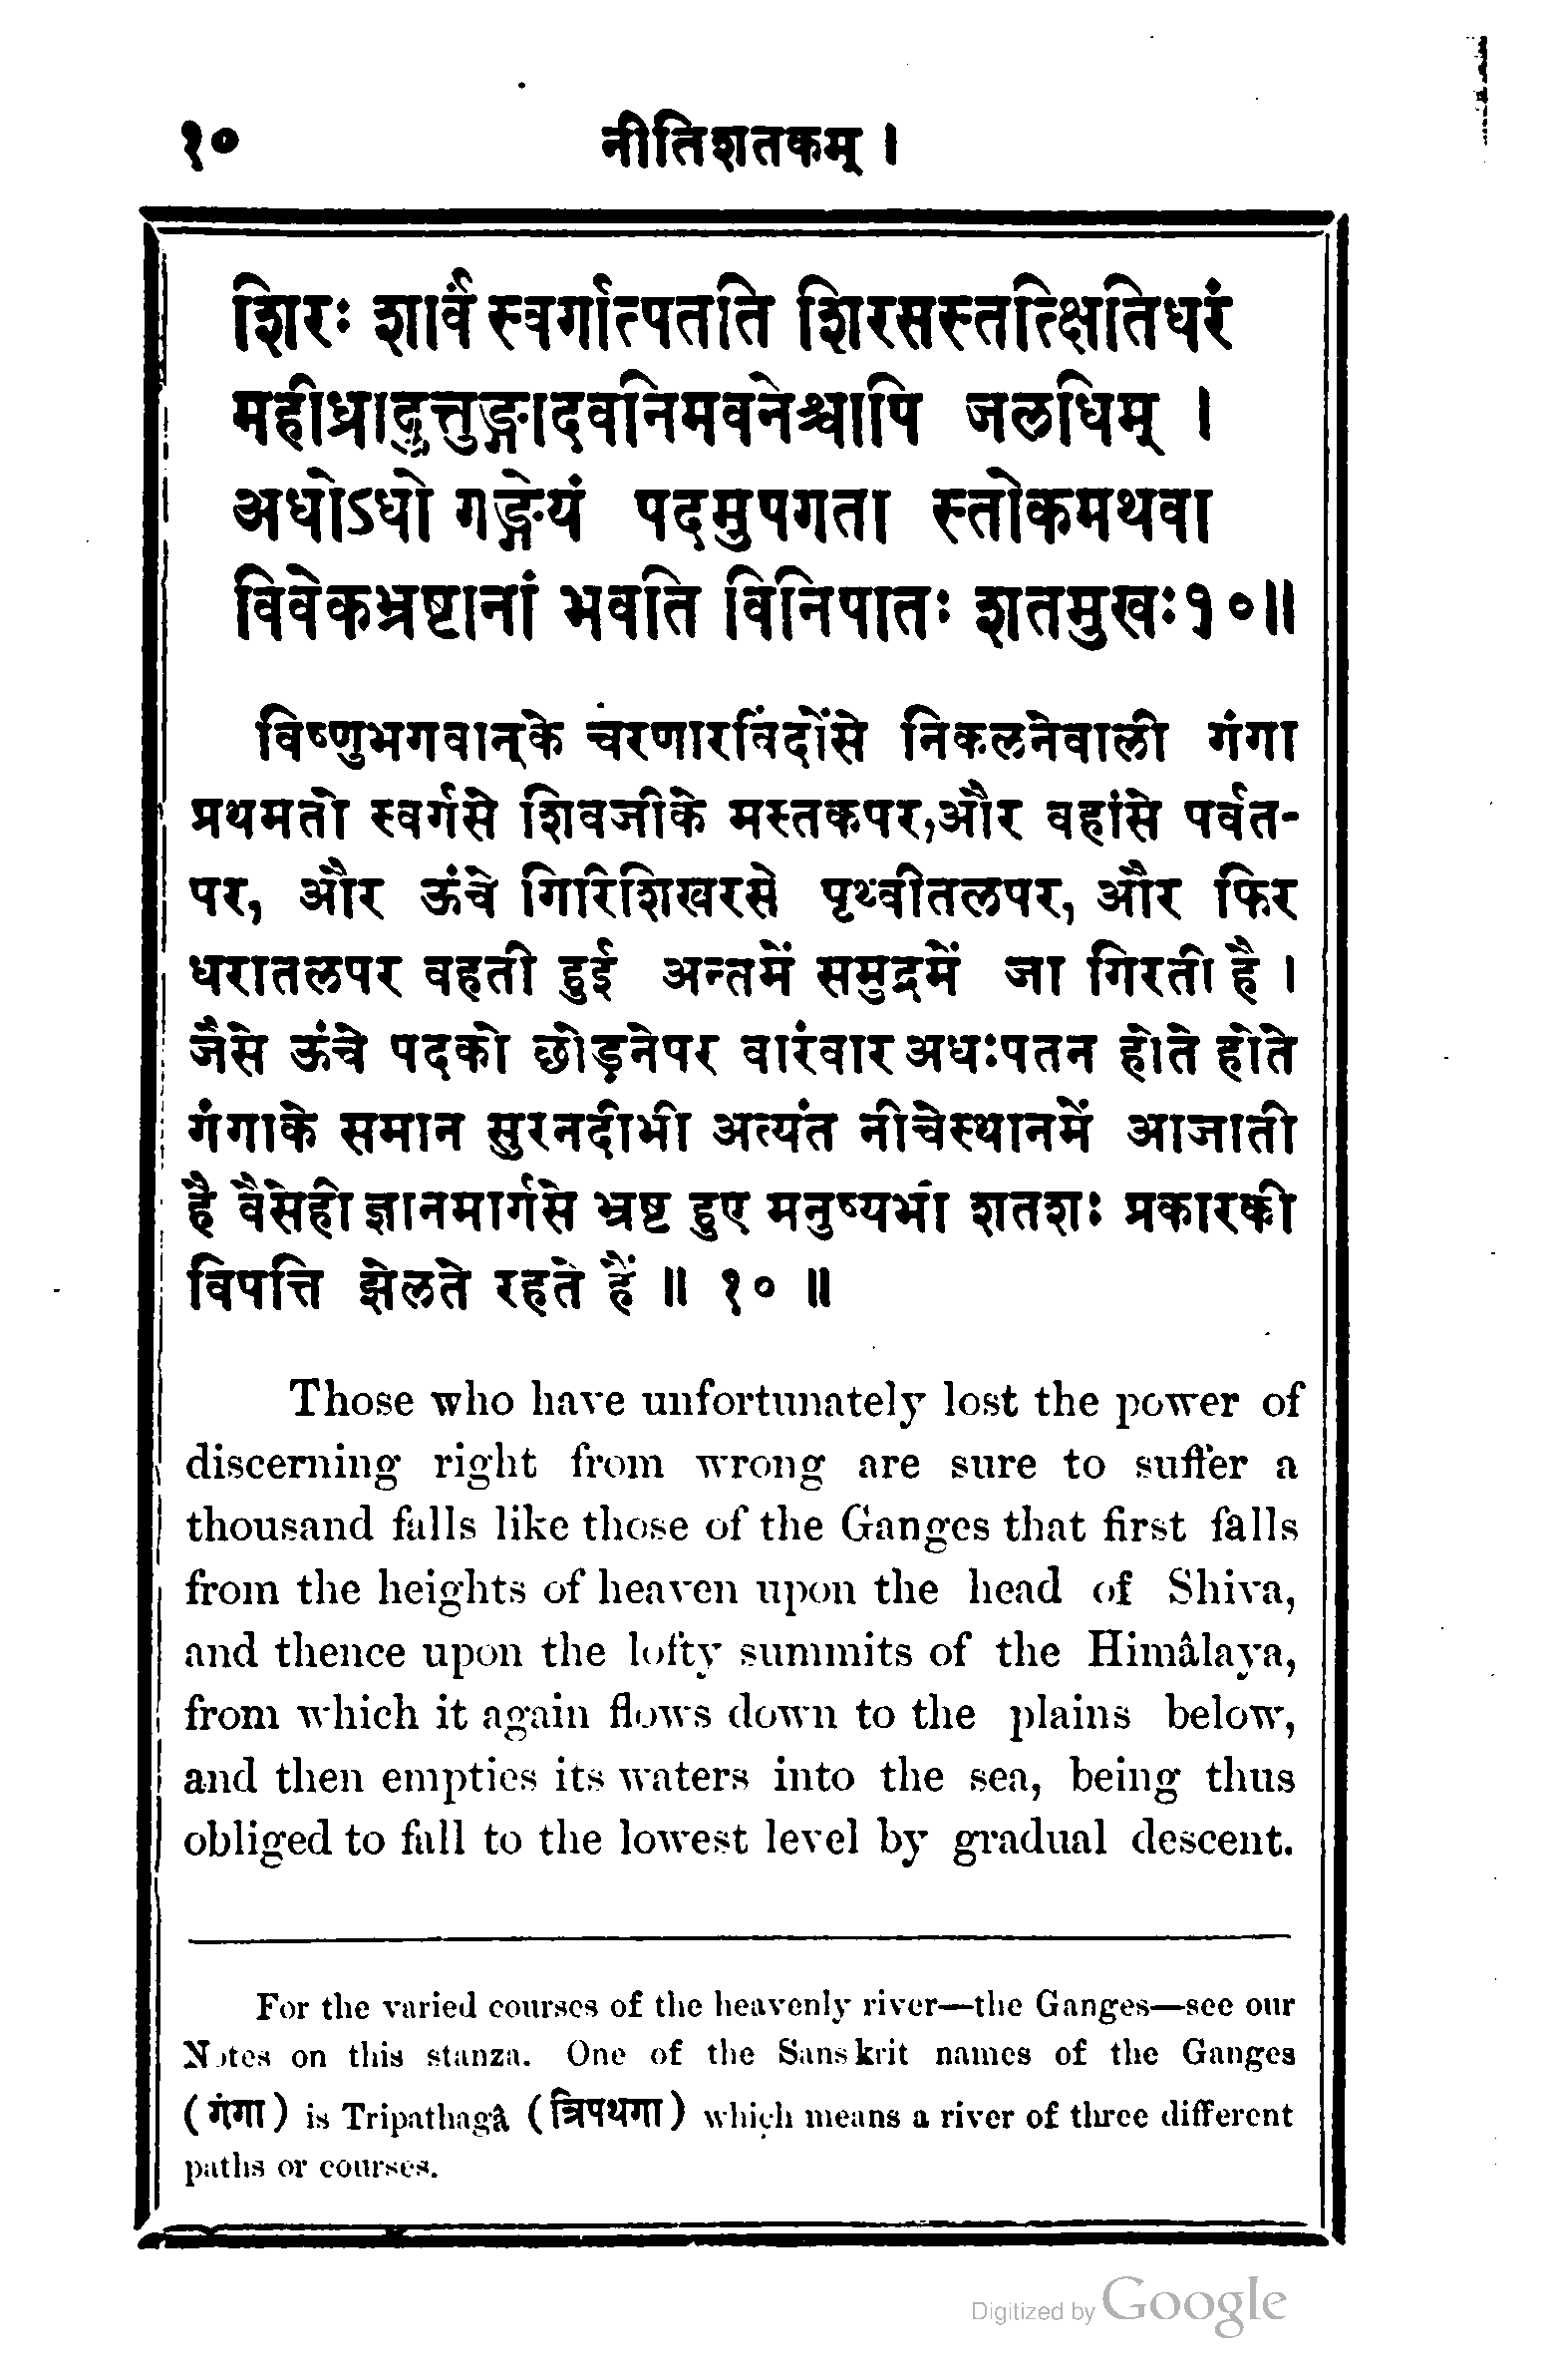 १० नीतिशतकम् ।
शिरः शार्वं स्वर्गात्पतति शिरसस्तत्क्षितिधरं
महीध्रादुत्तुङ्गादवनिमवनेश्चापि जलधिम् ।
अधोऽधो गङ्गेयं पदमुपगता स्तोकमथवा
विवेकभ्रष्टानां भवति विनिपातः शतमुखः१०॥
विष्णुभगवान्के चरणारविंदोंसे निकलनेवाली गंगा
प्रथमतो स्वर्गसे शिवजीके मस्तकपर,और वहांसे पर्वत-
पर, और ऊंचे गिरिशिखरसे पृथ्वीतलपर, और फिर
धरातलपर वहती हुई अन्तमें समुद्रमें जा गिरती है ।
जैसे ऊंचे पदको छोड़नेपर वारंवार अधःपतन होते होते
गंगाके समान सुरनदीभी अत्यंत नीचेस्थानमें आजाती
है वैसेही ज्ञानमार्गसे भ्रष्ट हुए मनुष्यभी शतशः प्रकारकी
विपत्ति झेलते रहते हैं ॥ १० ॥
Those who have unfortunately lost the power of
discerning right from wrong are sure to suffer a
thousand falls like those of the Ganges that first falls
from the heights of heaven upon the head of Shiva,
and thence upon the lofty summits of the Himâlaya,
from which it again flows down to the plains below,
and then empties its waters into the sea, being thus
obliged to fall to the lowest level by gradual descent.
For the varied courses of the heavenly river—the Ganges—see our
Notes on this stanza. One of the Sanskrit names of the Ganges
(गंगा) is Tripathagâ (त्रिपथगा) which means a river of three different
paths or courses.
Digitized by Google